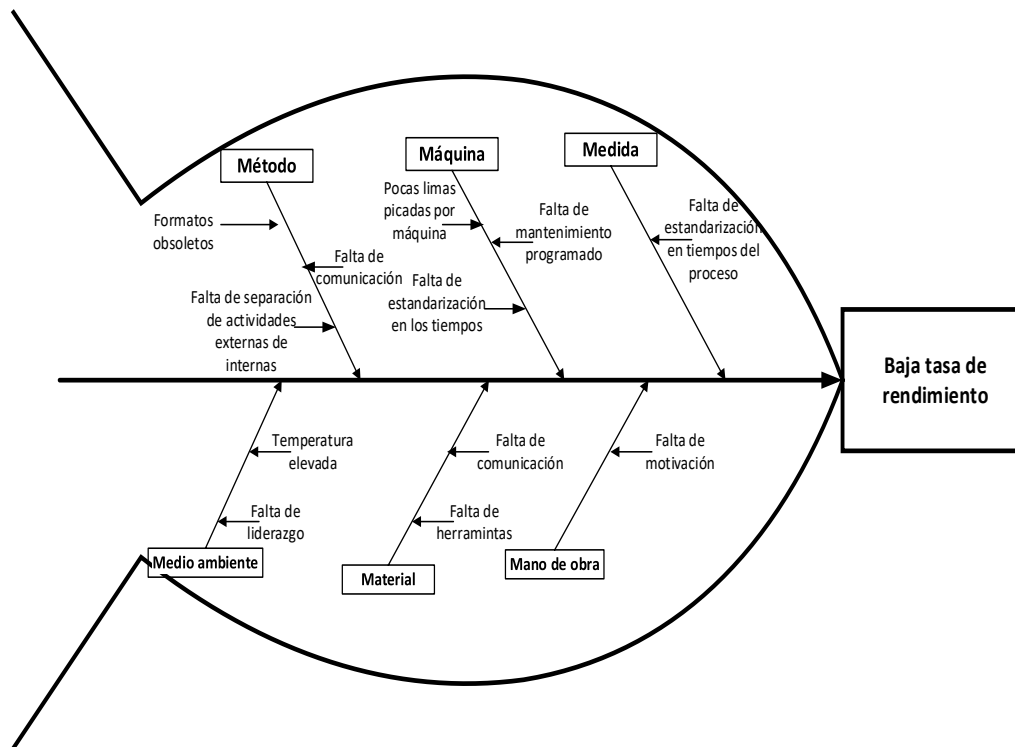 Método
Máquina
Medida
Formatos
obsoletos
Falta de
comunicación
Falta de separación
de actividades
externas de
internas
Pocas limas
picadas por
máquina
Falta de
mantenimiento
programado
Falta de
estandarización
en los tiempos
Falta de
estandarización
en tiempos del
proceso
Baja tasa de
rendimiento
Temperatura
elevada
Falta de
liderazgo
Medio ambiente
Falta de
comunicación
Falta de
herramintas
Material
Falta de
motivación
Mano de obra